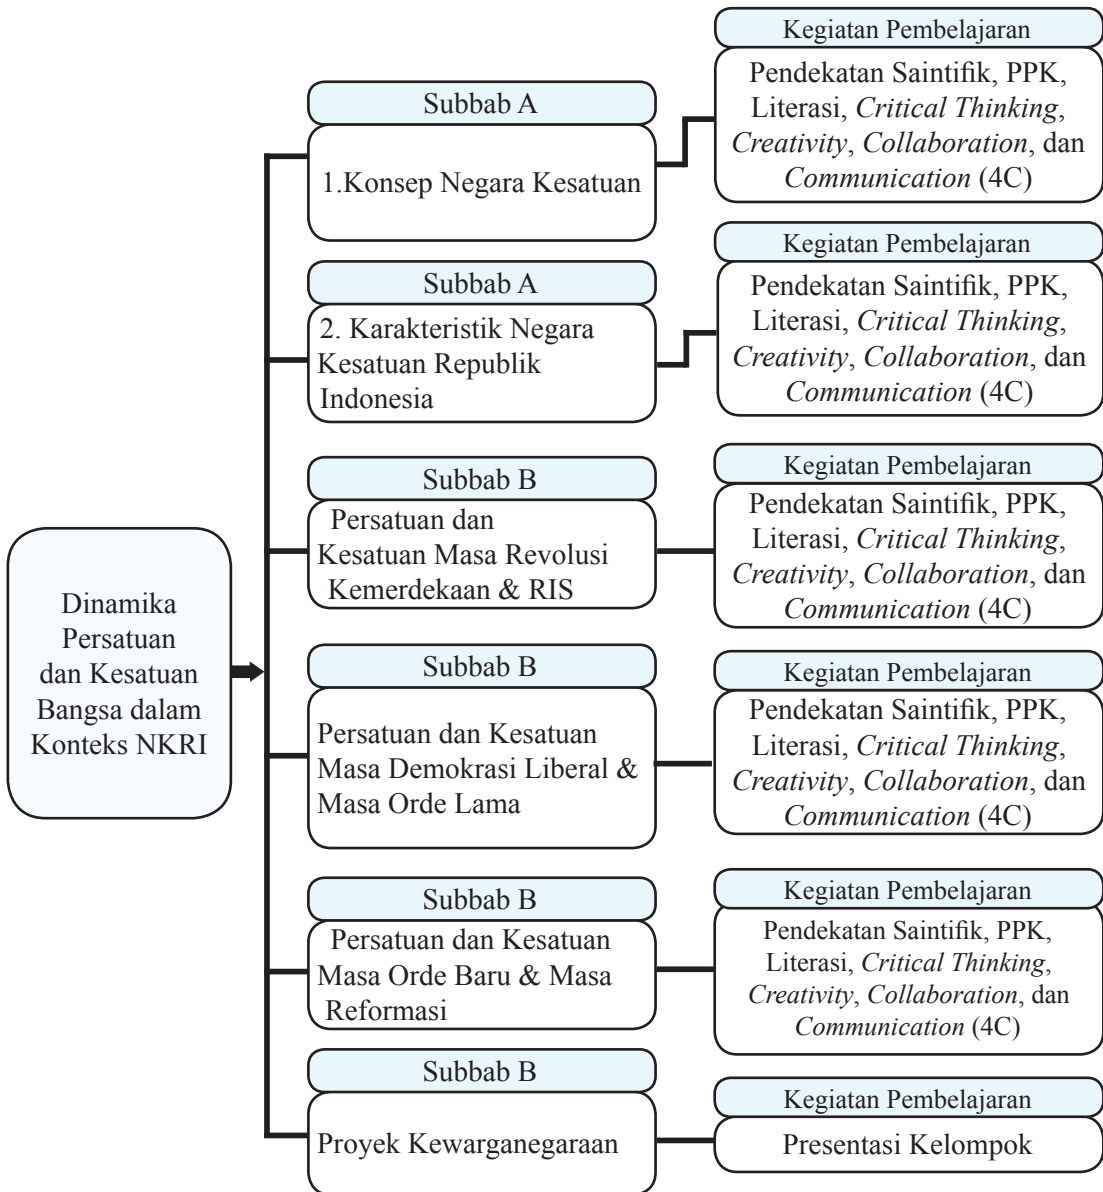 Dinamika
Persatuan
dan Kesatuan
Bangsa dalam
Konteks NKRI
Subbab A
1.Konsep Negara Kesatuan
Kegiatan Pembelajaran
Pendekatan Saintifik, PPK,
Literasi, Critical Thinking,
Creativity, Collaboration, dan
Communication (4C)
Subbab A
2. Karakteristik Negara
Kesatuan Republik
Indonesia
Kegiatan Pembelajaran
Pendekatan Saintifik, PPK,
Literasi, Critical Thinking,
Creativity, Collaboration, dan
Communication (4C)
Subbab B
Persatuan dan
Kesatuan Masa Revolusi
Kemerdekaan & RIS
Kegiatan Pembelajaran
Pendekatan Saintifik, PPK,
Literasi, Critical Thinking,
Creativity, Collaboration, dan
Communication (4C)
Subbab B
Persatuan dan Kesatuan
Masa Demokrasi Liberal &
Masa Orde Lama
Kegiatan Pembelajaran
Pendekatan Saintifik, PPK,
Literasi, Critical Thinking,
Creativity, Collaboration, dan
Communication (4C)
Subbab B
Persatuan dan Kesatuan
Masa Orde Baru & Masa
Reformasi
Kegiatan Pembelajaran
Pendekatan Saintifik, PPK,
Literasi, Critical Thinking,
Creativity, Collaboration, dan
Communication (4C)
Subbab B
Proyek Kewarganegaraan
Kegiatan Pembelajaran
Presentasi Kelompok